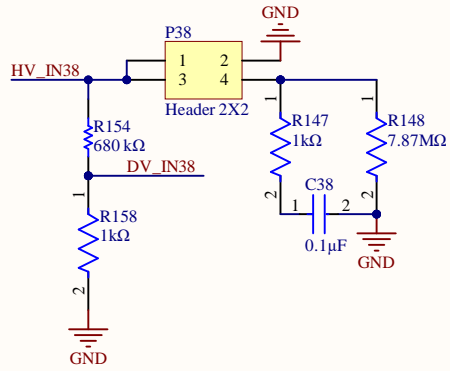 GND
P38
HV_IN38
1
2
3
4
Header 2X2
R154
680 kΩ
DV_IN38
1
R158
1kΩ
2
GND
1
R147
1kΩ
2
1
R148
7.87MΩ
2
C38
1
2
0.1µF
GND